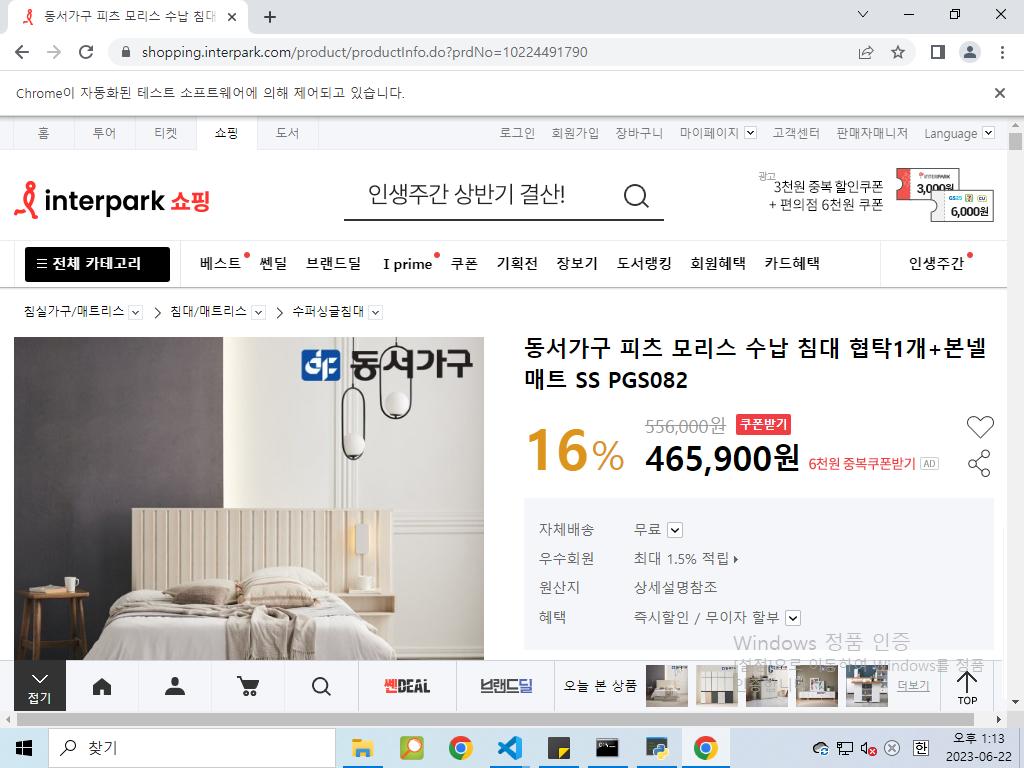 동서가구 피츠 모리스 수납 침대
shopping.interpark.com/product/productInfo.do?prdNo=10224491790
Chrome이 자동화된 테스트 소프트웨어에 의해 제어되고 있습니다.
홈 투어 티켓 쇼핑 도서 로그인 회원가입 장바구니 마이페이지 고객센터 판매자매니저 Language
interpark 쇼핑
인생주간 상반기 결산!
광고
3천원 중복 할인쿠폰
+ 편의점 6천원 쿠폰
INTERPARK
3,000원
GS25 CU
6,000원
전체 카테고리 베스트 쎈딜 브랜드딜 I prime 쿠폰 기획전 장보기 도서랭킹 회원혜택 카드혜택 인생주간
침실가구/매트리스 침대/매트리스 수퍼싱글침대
동서가구
동서가구 피츠 모리스 수납 침대 협탁1개+본넬
매트 SS PGS082
556,000원 쿠폰받기
16% 465,900원 6천원 중복쿠폰받기 AD
자체배송 무료
우수회원 최대 1.5% 적립
원산지 상세설명참조
혜택 즉시할인 / 무이자 할부
Windows 정품 인증
[설정]으로 이동하여 Windows를 정품
접기 쎈DEAL 브랜드딜 오늘 본 상품 더보기 TOP
찾기
한
오후 1:13
2023-06-22